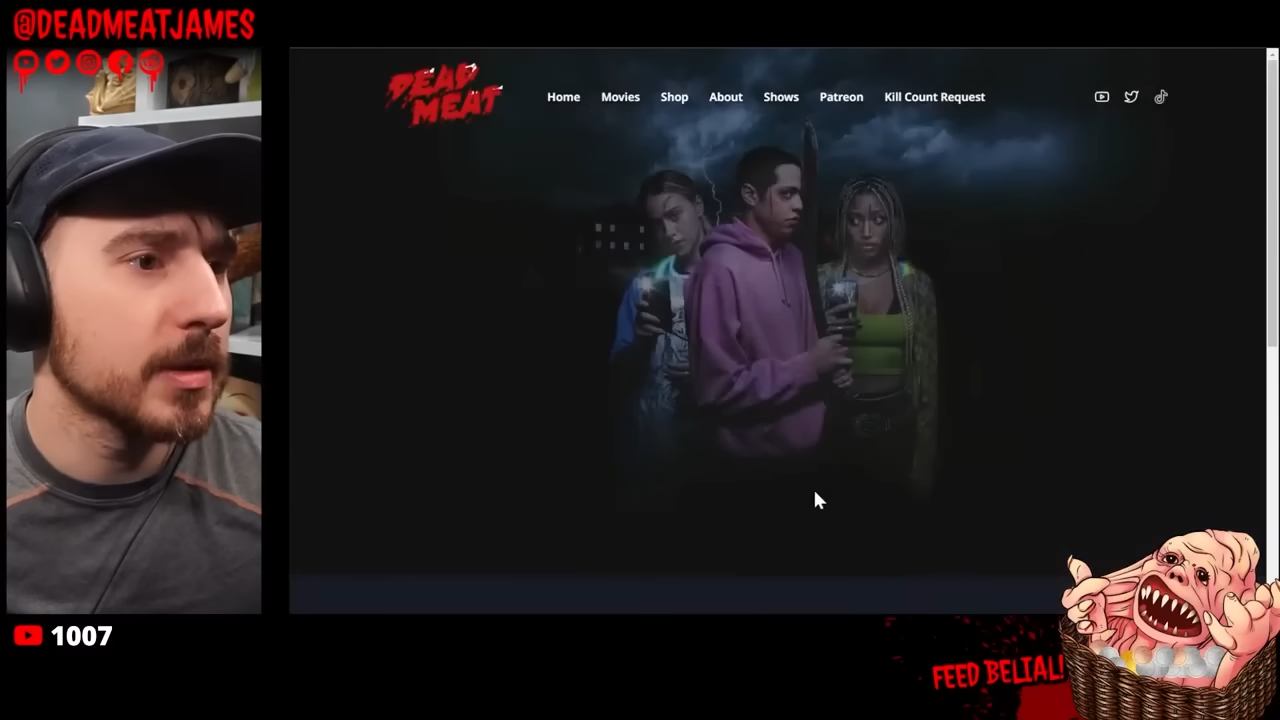 @DEADMEATJAMES
DEAD MEAT
Home Movies Shop About Shows Patreon Kill Count Request
1007
FEED BELIAL!